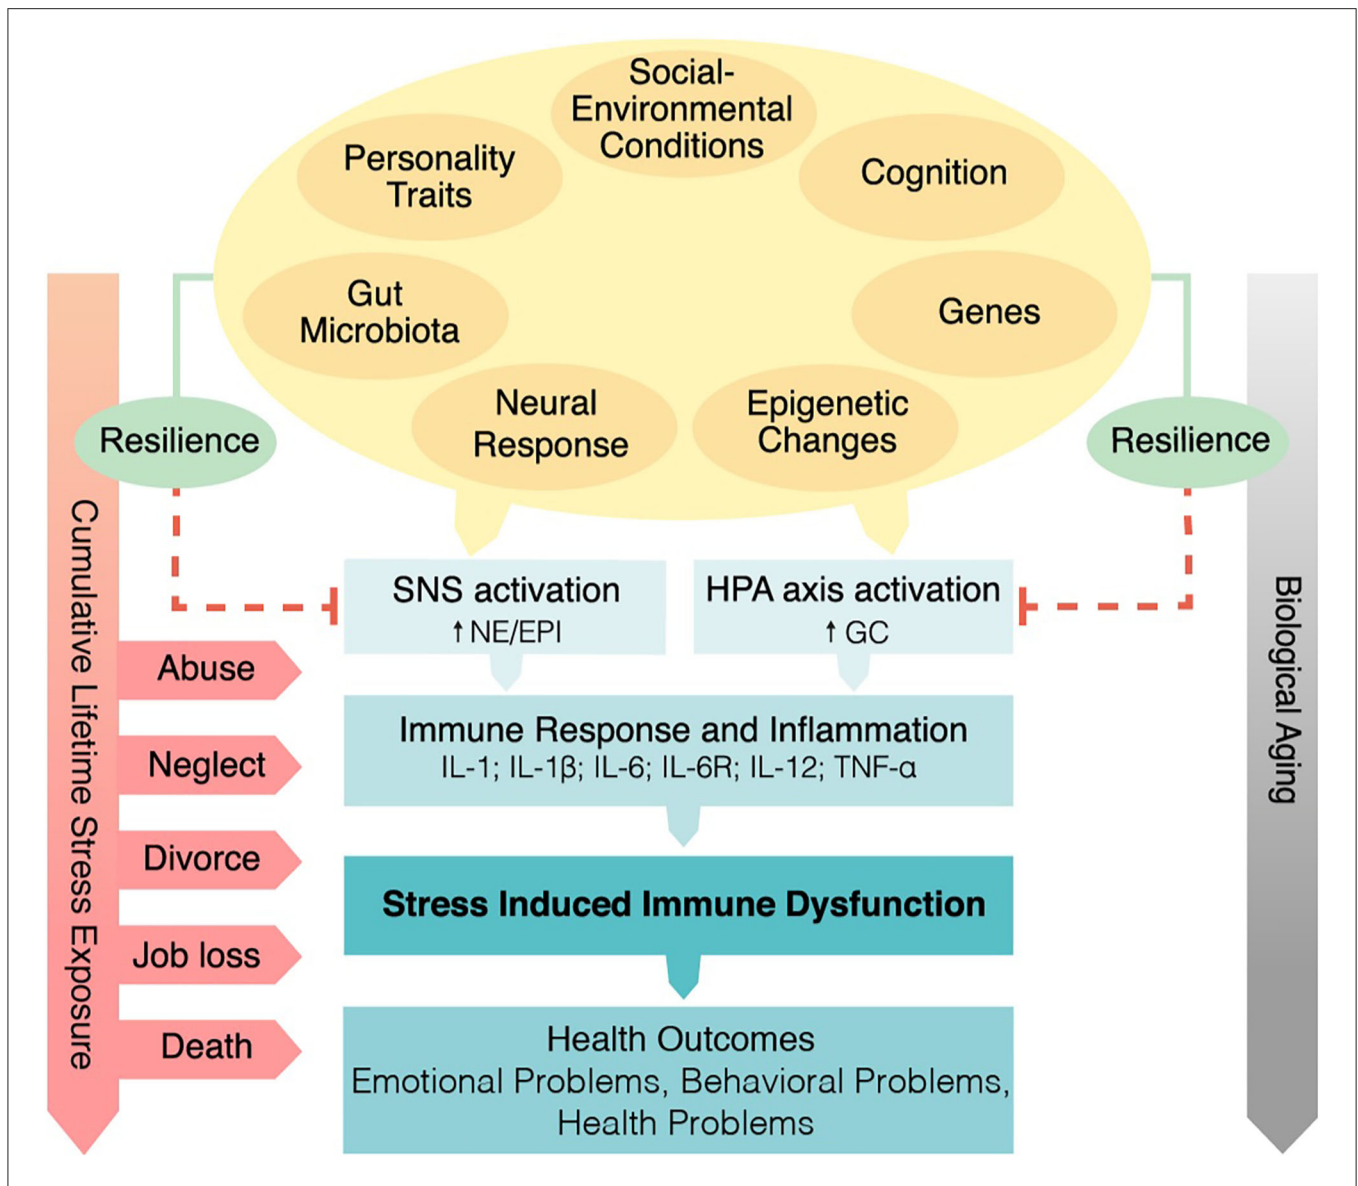 Social-
Environmental
Conditions
Personality
Traits
Cognition
Gut
Microbiota
Genes
Neural
Response
Epigenetic
Changes
Resilience
Resilience
Cumulative Lifetime Stress Exposure
Biological Aging
SNS activation
↑ NE/EPI
HPA axis activation
↑ GC
Abuse
Neglect
Divorce
Job loss
Death
Immune Response and Inflammation
IL-1; IL-1β; IL-6; IL-6R; IL-12; TNF-α
Stress Induced Immune Dysfunction
Health Outcomes
Emotional Problems, Behavioral Problems,
Health Problems